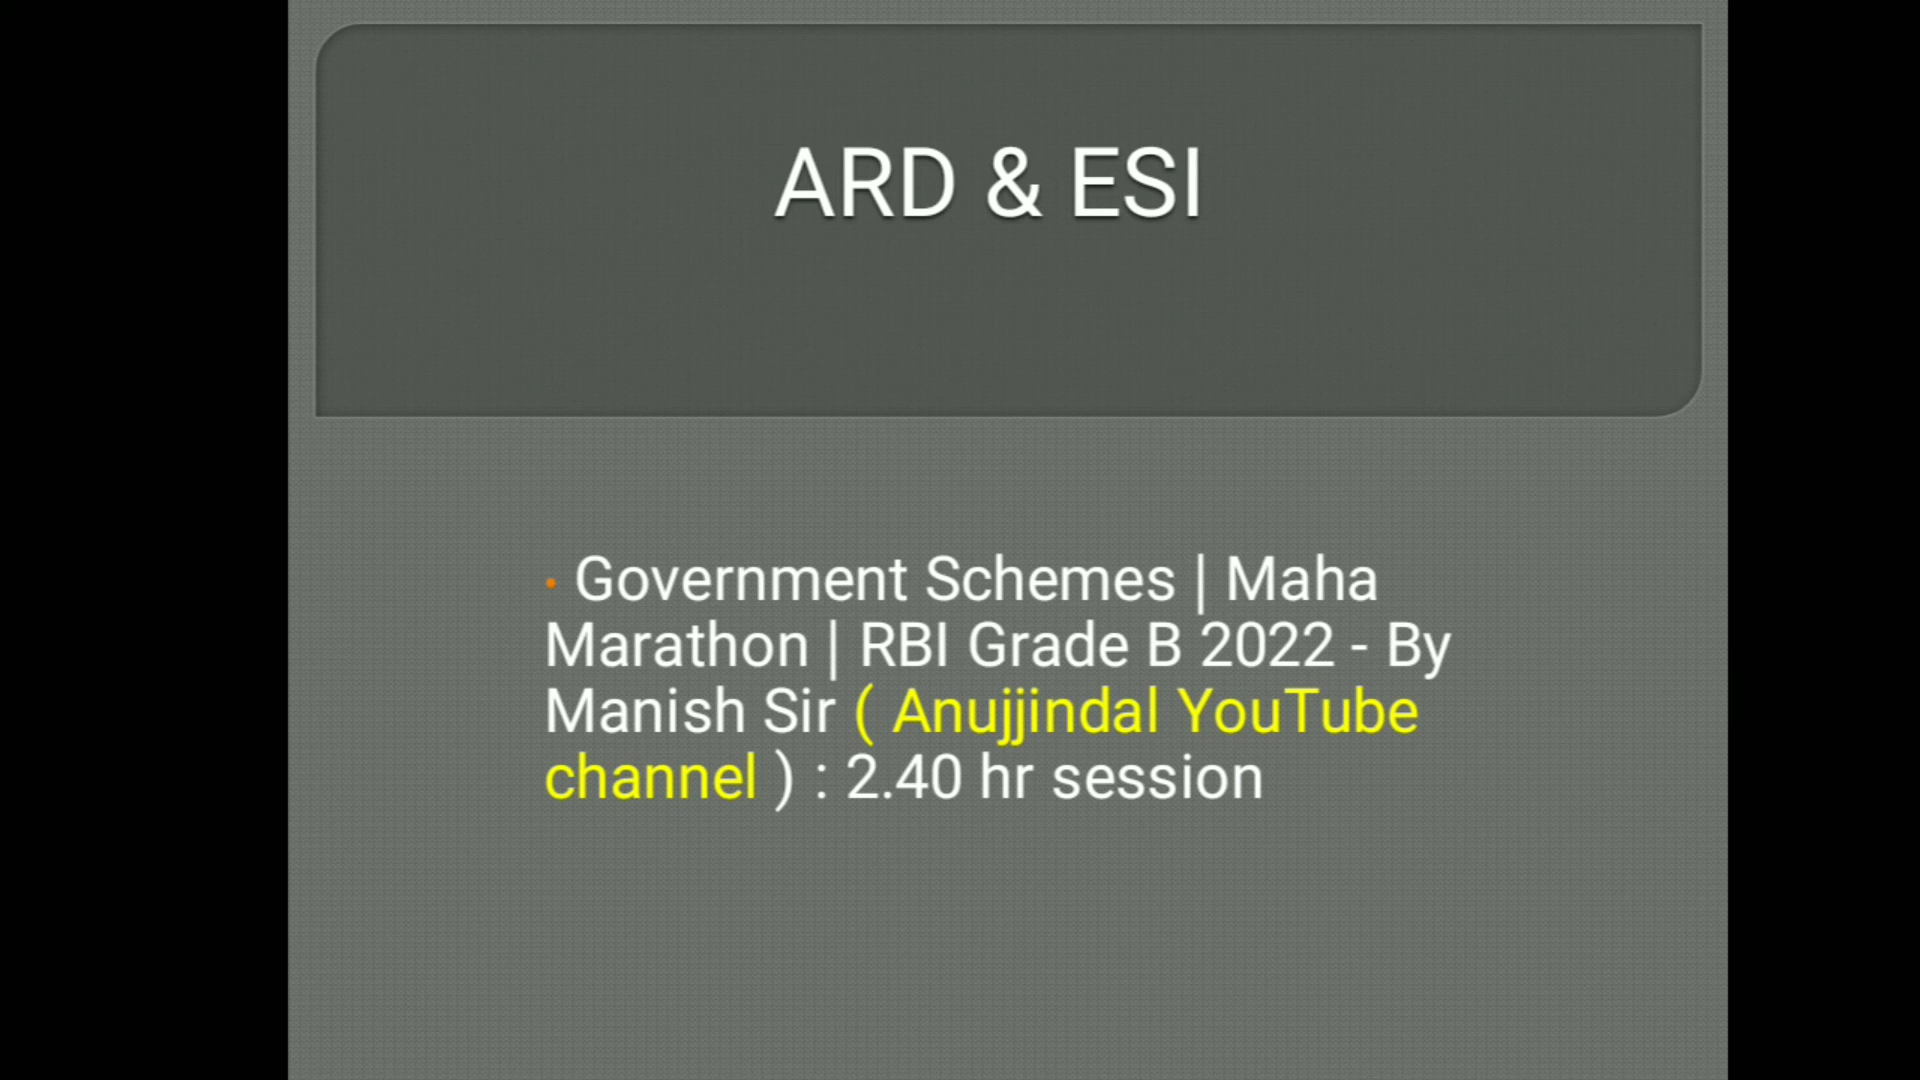 ARD & ESI
• Government Schemes | Maha
Marathon | RBI Grade B 2022 - By
Manish Sir ( Anujjindal YouTube
channel ) : 2.40 hr session